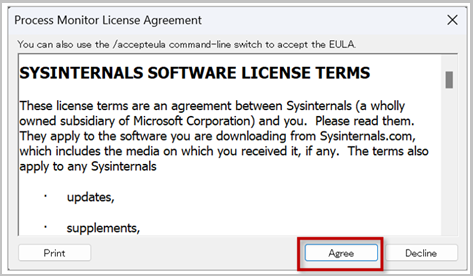 Process Monitor License Agreement
You can also use the /accepteula command-line switch to accept the EULA.
SYSINTERNALS SOFTWARE LICENSE TERMS
These license terms are an agreement between Sysinternals (a wholly
owned subsidiary of Microsoft Corporation) and you.  Please read them.
They apply to the software you are downloading from Sysinternals.com,
which includes the media on which you received it, if any.  The terms also
apply to any Sysinternals
· updates,
· supplements,
Print Agree Decline